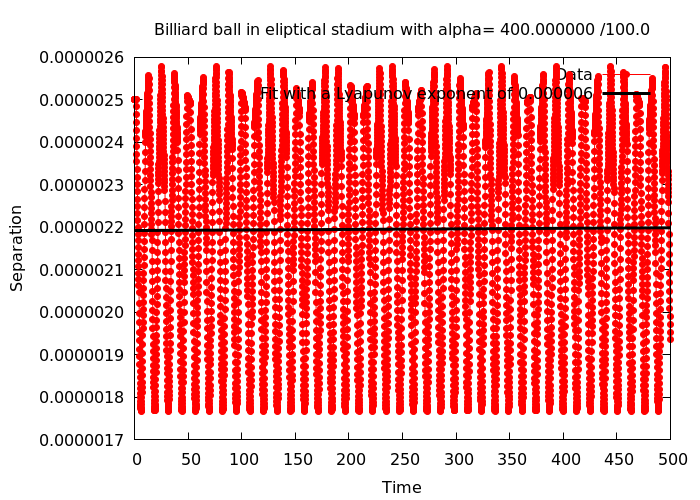 Billiard ball in eliptical stadium with alpha= 400.000000 /100.0
Data
Fit with a Lyapunov exponent of 0.000006
0.0000026
0.0000025
0.0000024
0.0000023
0.0000022
0.0000021
0.0000020
0.0000019
0.0000018
0.0000017
Separation
0 50 100 150 200 250 300 350 400 450 500
Time